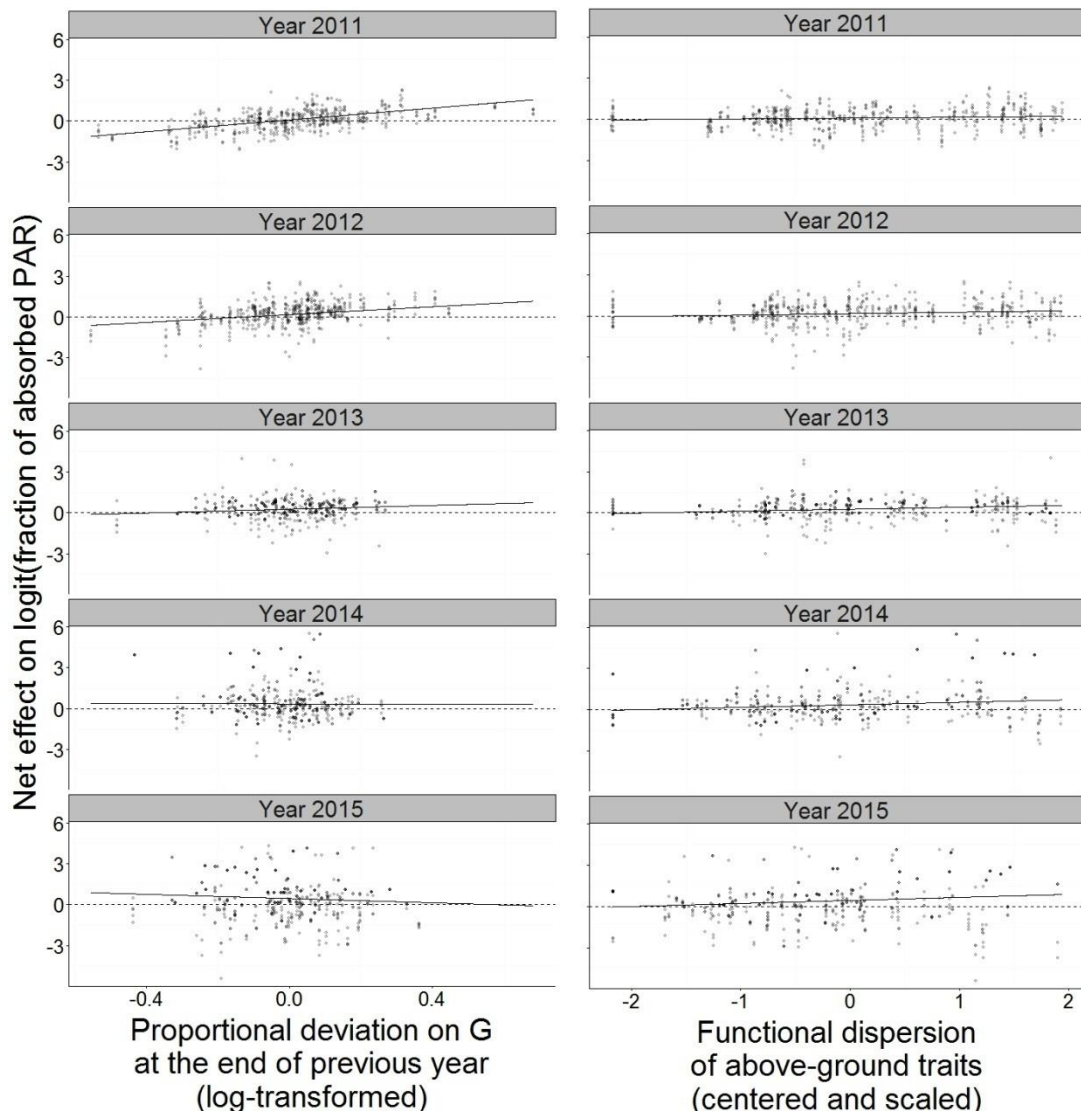 Net effect on logit(fraction of absorbed PAR)
Year 2011
6
3
0
-3
Year 2012
6
3
0
-3
Year 2013
6
3
0
-3
Year 2014
6
3
0
-3
Year 2015
6
3
0
-3
-0.4
0.0
0.4
Proportional deviation on G
at the end of previous year
(log-transformed)
Year 2011
Year 2012
Year 2013
Year 2014
Year 2015
-2
-1
0
1
2
Functional dispersion
of above-ground traits
(centered and scaled)